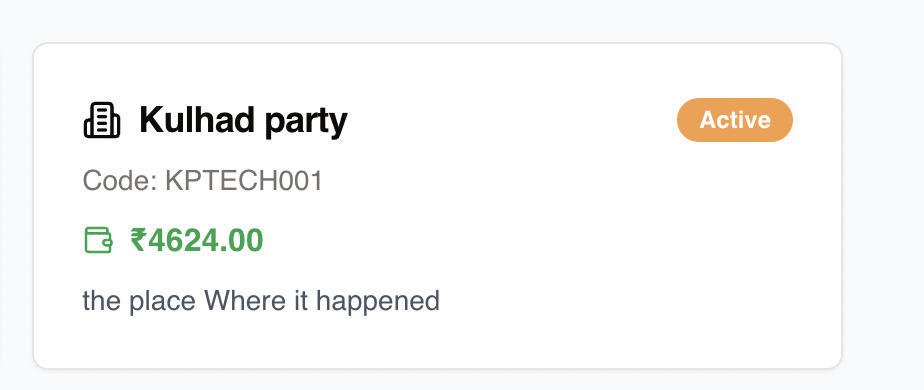 Kulhad party
Active
Code: KPTECH001
₹4624.00
the place Where it happened